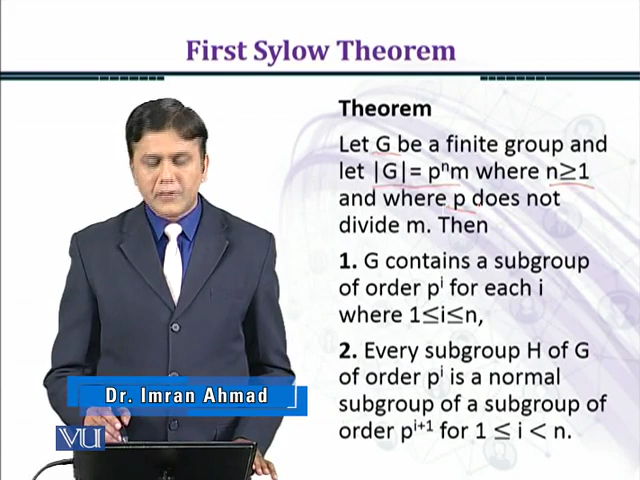 First Sylow Theorem
Theorem
Let G be a finite group and
let |G|= pⁿm where n≥1
and where p does not
divide m. Then
1. G contains a subgroup
of order pⁱ for each i
where 1≤i≤n,
2. Every subgroup H of G
of order pⁱ is a normal
subgroup of a subgroup of
order pⁱ⁺¹ for 1 ≤ i < n.
Dr. Imran Ahmad
VU